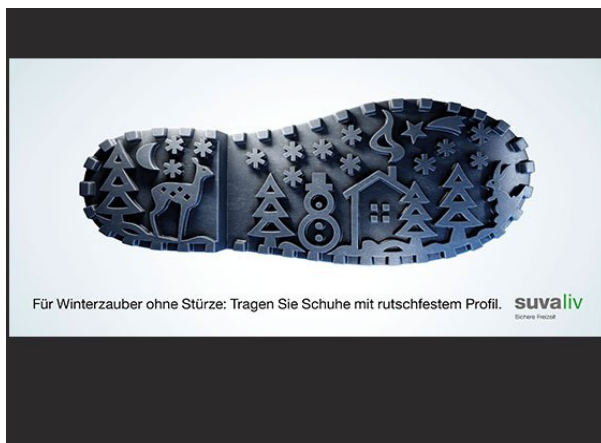 Für Winterzauber ohne Stürze: Tragen Sie Schuhe mit rutschfestem Profil.
suvaliv
Sichere Freizeit